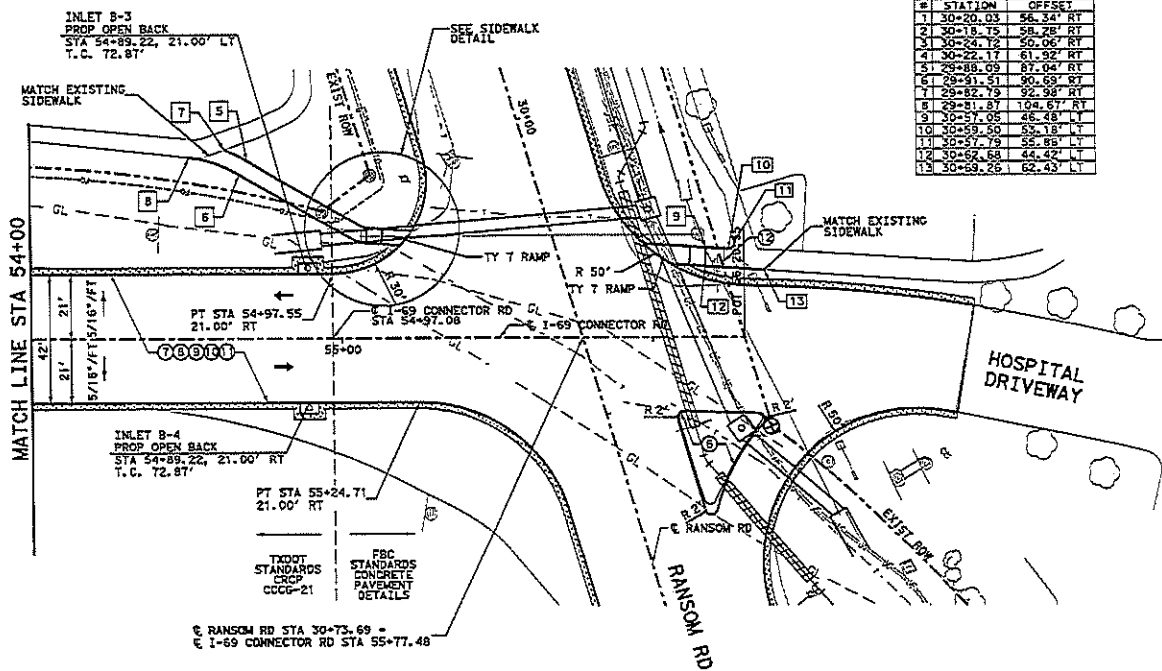 INLET B-3
PROP OPEN BACK
STA 54+89.22, 21.00' LT
T.C. 72.87'
SEE SIDEWALK
DETAIL
# STATION OFFSET
1 30+20.03 56.34' RT
2 30+18.75 58.28' RT
3 30+24.72 50.06' RT
4 30+22.17 61.92' RT
5 29+88.09 87.04' RT
6 29+91.51 90.69' RT
7 29+82.79 92.98' RT
8 29+81.87 104.67' RT
9 30+57.05 46.48' LT
10 30+59.50 53.18' LT
11 30+57.79 55.88' LT
12 30+62.68 44.42' LT
13 30+69.26 62.43' LT
MATCH EXISTING
SIDEWALK
7
5
EXIST ROW
30+00
10
11
8
6
9
12
MATCH EXISTING
SIDEWALK
GL
GL
TY 7 RAMP
R 50'
TY 7 RAMP
12
13
30'
MATCH LINE STA 54+00
42'
21'
21'
5/16"/FT
5/16"/FT
PT STA 54+97.55
21.00' RT
℄ I-69 CONNECTOR RD
STA 54+97.08
℄ I-69 CONNECTOR RD
55+00
GL
GL
7 8 9 10 11
HOSPITAL
DRIVEWAY
INLET B-4
PROP OPEN BACK
STA 54+89.22, 21.00' RT
T.C. 72.87'
GL
R 2'
R 2'
R 50'
6
R 2'
PT STA 55+24.71
21.00' RT
℄ RANSOM RD
EXIST ROW
TXDOT
STANDARDS
CRCP
CCCG-21
FBC
STANDARDS
CONCRETE
PAVEMENT
DETAILS
GL
RANSOM RD
℄ RANSOM RD STA 30+73.69 =
℄ I-69 CONNECTOR RD STA 55+77.48